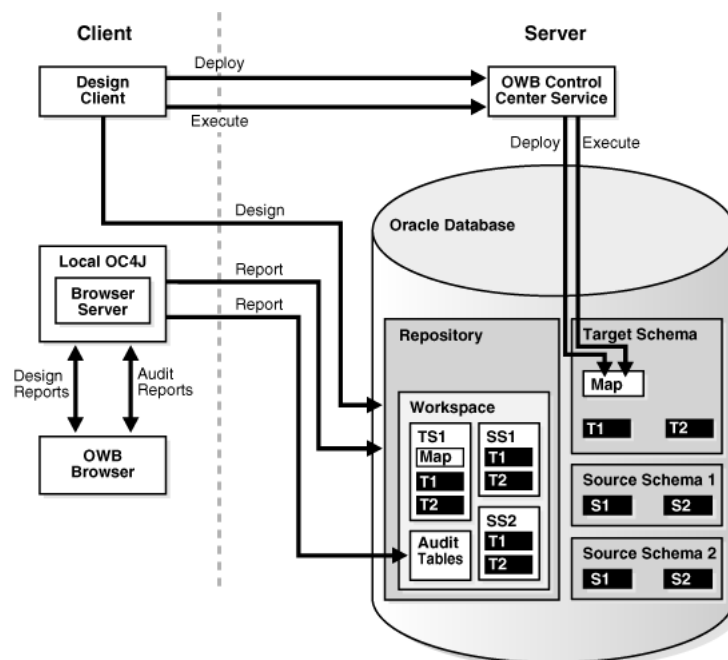 Client
Server
Design
Client
Deploy
Execute
OWB Control
Center Service
Deploy
Execute
Design
Oracle Database
Local OC4J
Browser
Server
Report
Report
Design
Reports
Audit
Reports
OWB
Browser
Repository
Workspace
TS1
Map
T1
T2
SS1
T1
T2
Audit
Tables
SS2
T1
T2
Target Schema
Map
T1
T2
Source Schema 1
S1
S2
Source Schema 2
S1
S2